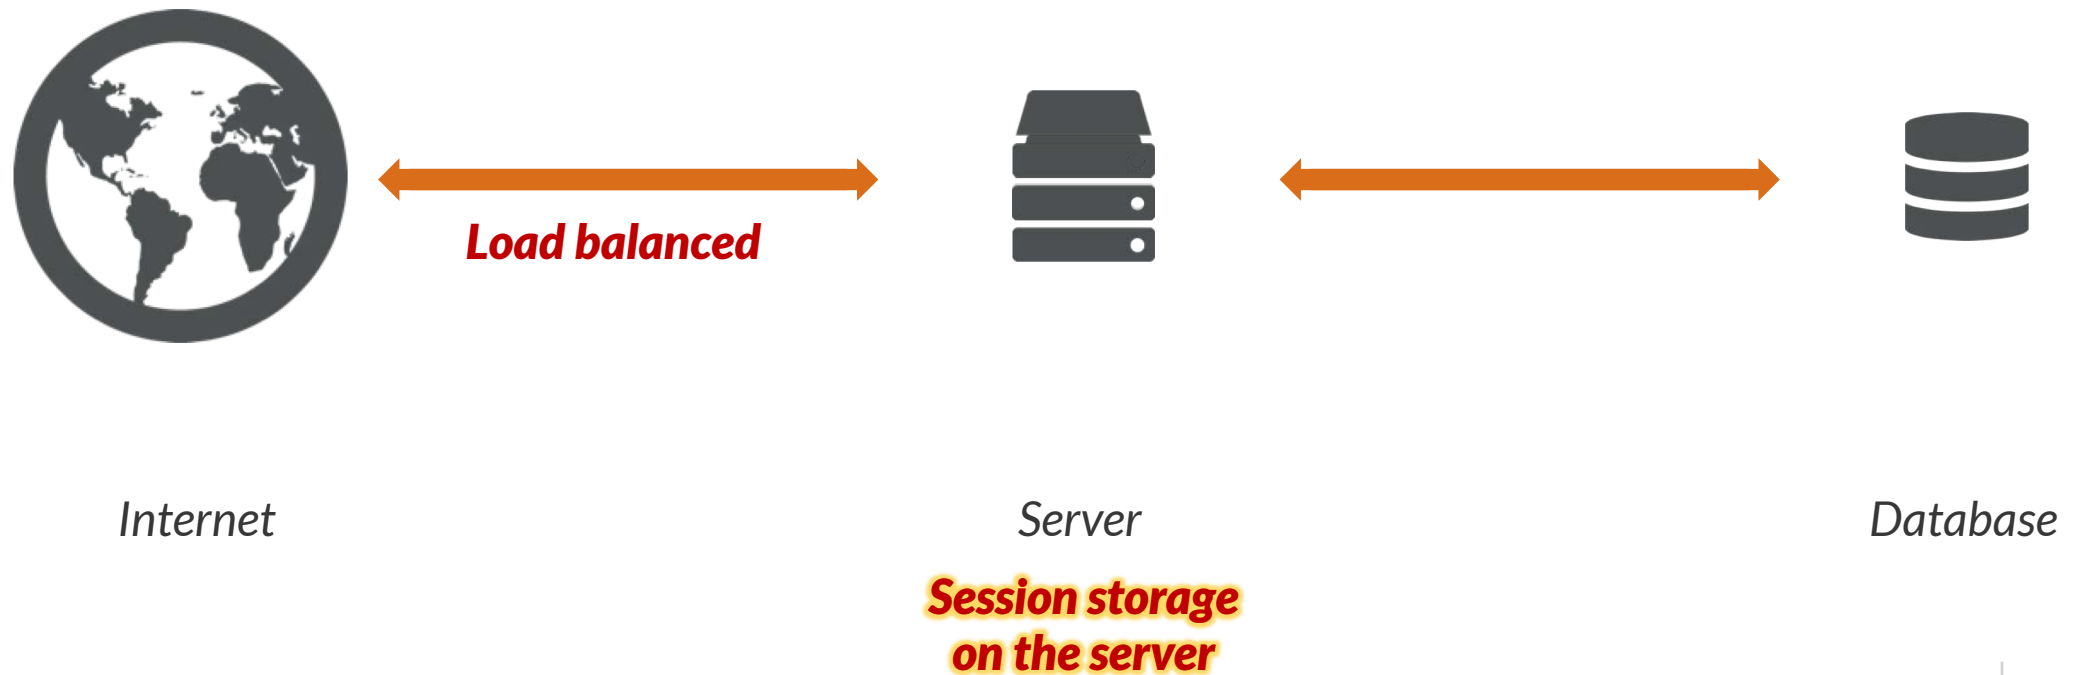 Load balanced
Internet
Server
Database
Session storage
on the server